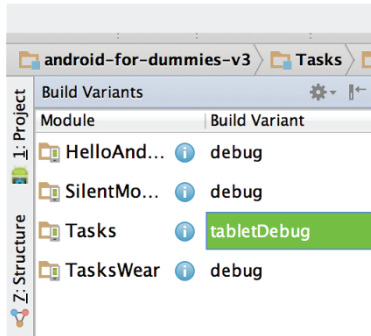 android-for-dummies-v3 Tasks
Build Variants
Module Build Variant
HelloAnd... debug
SilentMo... debug
Tasks tabletDebug
TasksWear debug
1: Project
Z: Structure